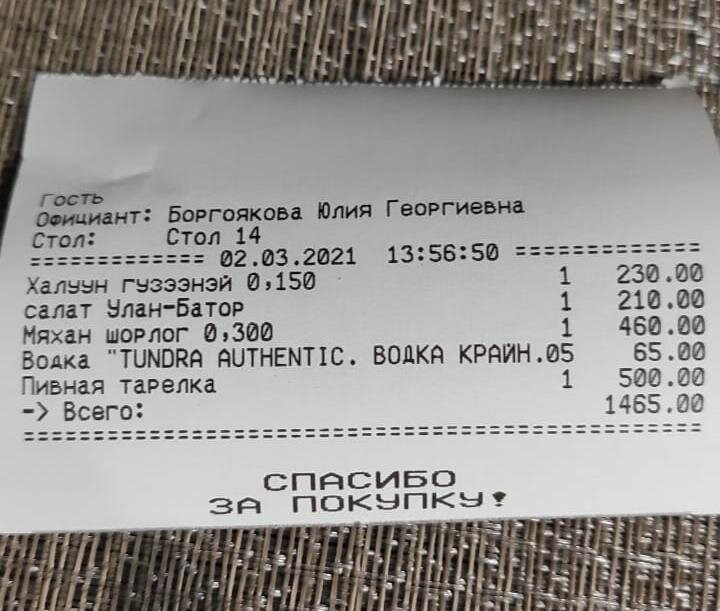 Гость
Официант: Боргоякова Юлия Георгиевна
Стол: Стол 14
============= 02.03.2021 13:56:50 ==============
Халуун гүзээнэй 0,150 1 230.00
салат Улан-Батор 1 210.00
Мяхан шорлог 0,300 1 460.00
Водка "TUNDRA AUTHENTIC. ВОДКА КРАЙН.05 65.00
Пивная тарелка 1 500.00
-> Всего: 1465.00
==================================================
СПАСИБО
ЗА ПОКУПКУ!